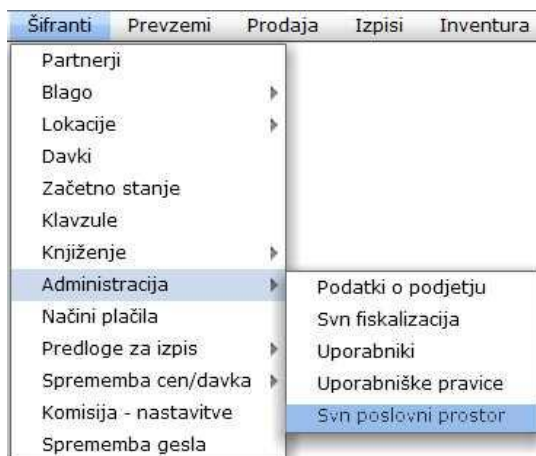 Šifranti Prevzemi Prodaja Izpisi Inventura
Partnerji
Blago
Lokacije
Davki
Začetno stanje
Klavzule
Knjiženje
Administracija
Načini plačila
Predloge za izpis
Sprememba cen/davka
Komisija - nastavitve
Sprememba gesla
Podatki o podjetju
Svn fiskalizacija
Uporabniki
Uporabniške pravice
Svn poslovni prostor